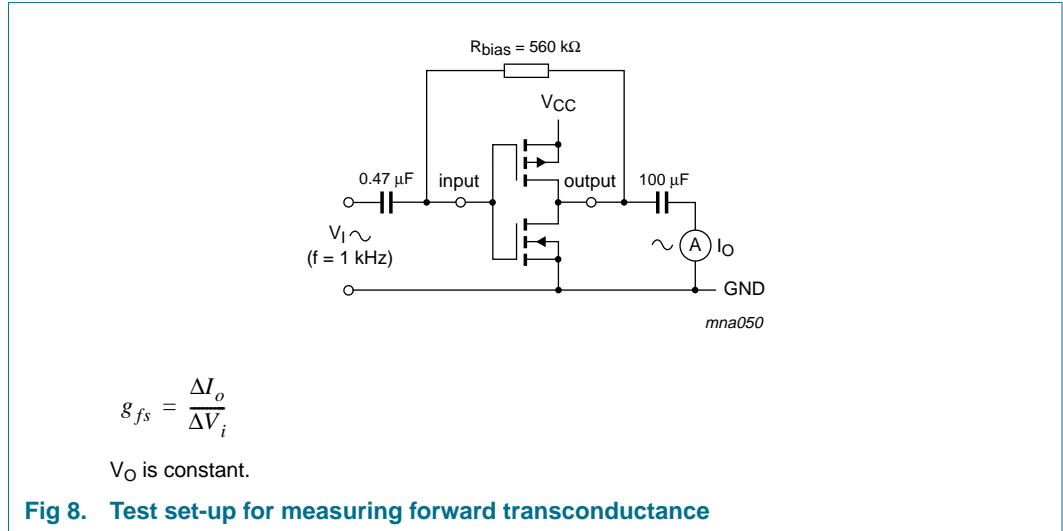 Rbias = 560 kΩ
VCC
0.47 μF
input
output
100 μF
VI
(f = 1 kHz)
A
IO
GND
mna050
gfs = ΔIo / ΔVi
VO is constant.
Fig 8. Test set-up for measuring forward transconductance